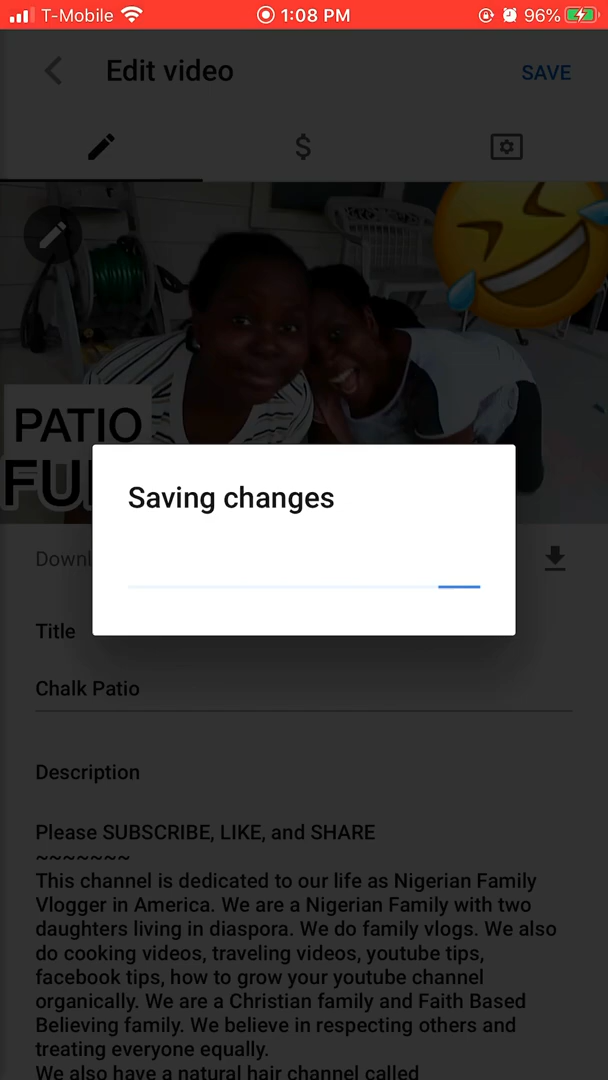 T-Mobile 1:08 PM 96%
Edit video SAVE
PATIO
FU
Saving changes
Downl
Title
Chalk Patio
Description
Please SUBSCRIBE, LIKE, and SHARE
~~~~~~~
This channel is dedicated to our life as Nigerian Family
Vlogger in America. We are a Nigerian Family with two
daughters living in diaspora. We do family vlogs. We also
do cooking videos, traveling videos, youtube tips,
facebook tips, how to grow your youtube channel
organically. We are a Christian family and Faith Based
Believing family. We believe in respecting others and
treating everyone equally.
We also have a natural hair channel called